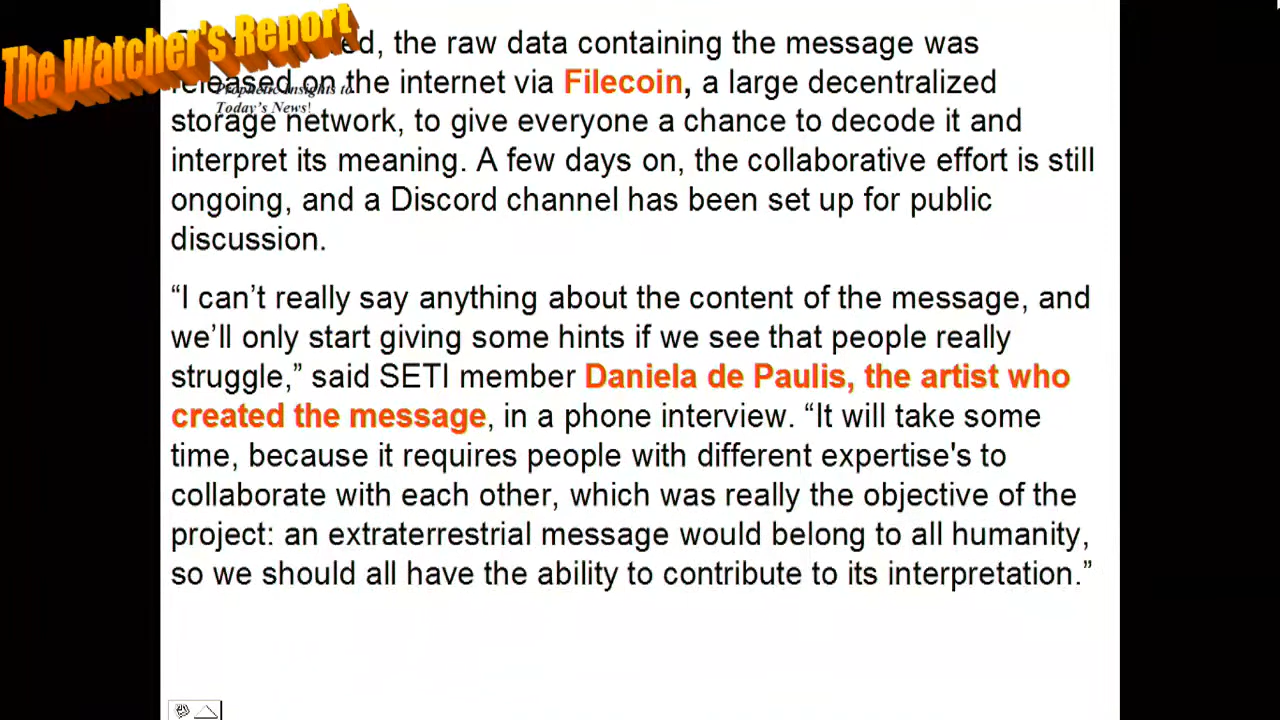 The Watcher's Report
Prophetic Insights to
Today's News!
ed, the raw data containing the message was
released on the internet via Filecoin, a large decentralized
storage network, to give everyone a chance to decode it and
interpret its meaning. A few days on, the collaborative effort is still
ongoing, and a Discord channel has been set up for public
discussion.
“I can’t really say anything about the content of the message, and
we’ll only start giving some hints if we see that people really
struggle,” said SETI member Daniela de Paulis, the artist who
created the message, in a phone interview. “It will take some
time, because it requires people with different expertise's to
collaborate with each other, which was really the objective of the
project: an extraterrestrial message would belong to all humanity,
so we should all have the ability to contribute to its interpretation.”